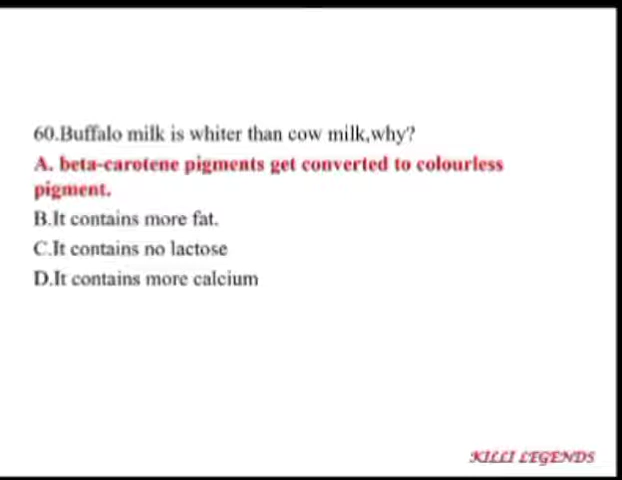 60.Buffalo milk is whiter than cow milk,why?
A. beta-carotene pigments get converted to colourless
pigment.
B.It contains more fat.
C.It contains no lactose
D.It contains more calcium
KILLI LEGENDS